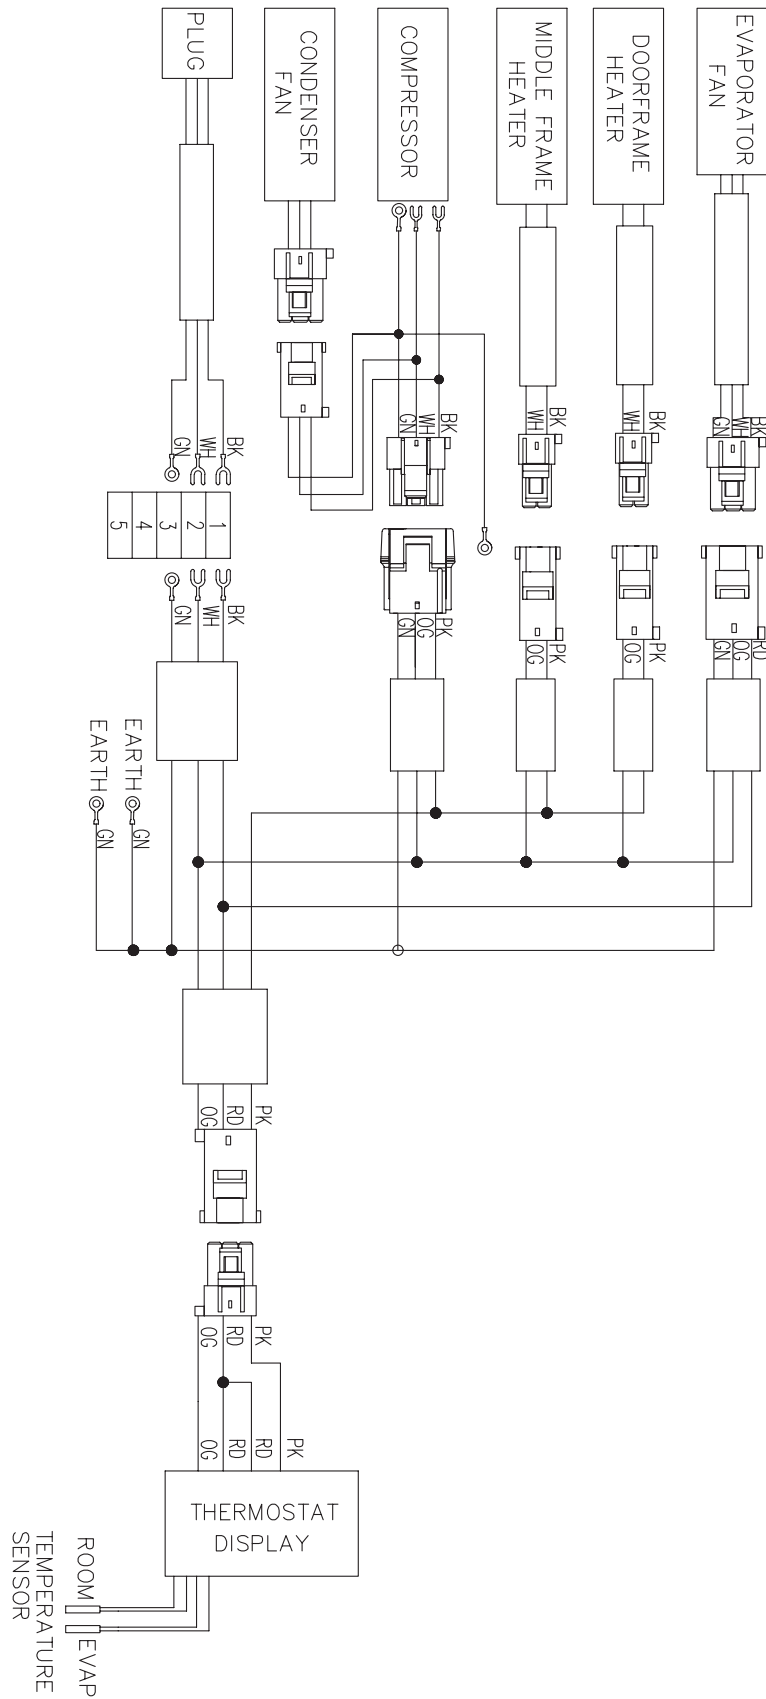 PLUG
CONDENSER
FAN
COMPRESSOR
MIDDLE FRAME
HEATER
DOORFRAME
HEATER
EVAPORATOR
FAN
GN
WH
BK
GN
WH
BK
WH
BK
WH
BK
GN
WH
BK
5
4
3
2
1
GN
WH
BK
GN
OG
PK
OG
PK
OG
PK
GN
OG
RD
EARTH
EARTH
GN
GN
OG
RD
PK
OG
RD
PK
OG
RD
RD
PK
THERMOSTAT
DISPLAY
ROOM
EVAP
TEMPERATURE
SENSOR